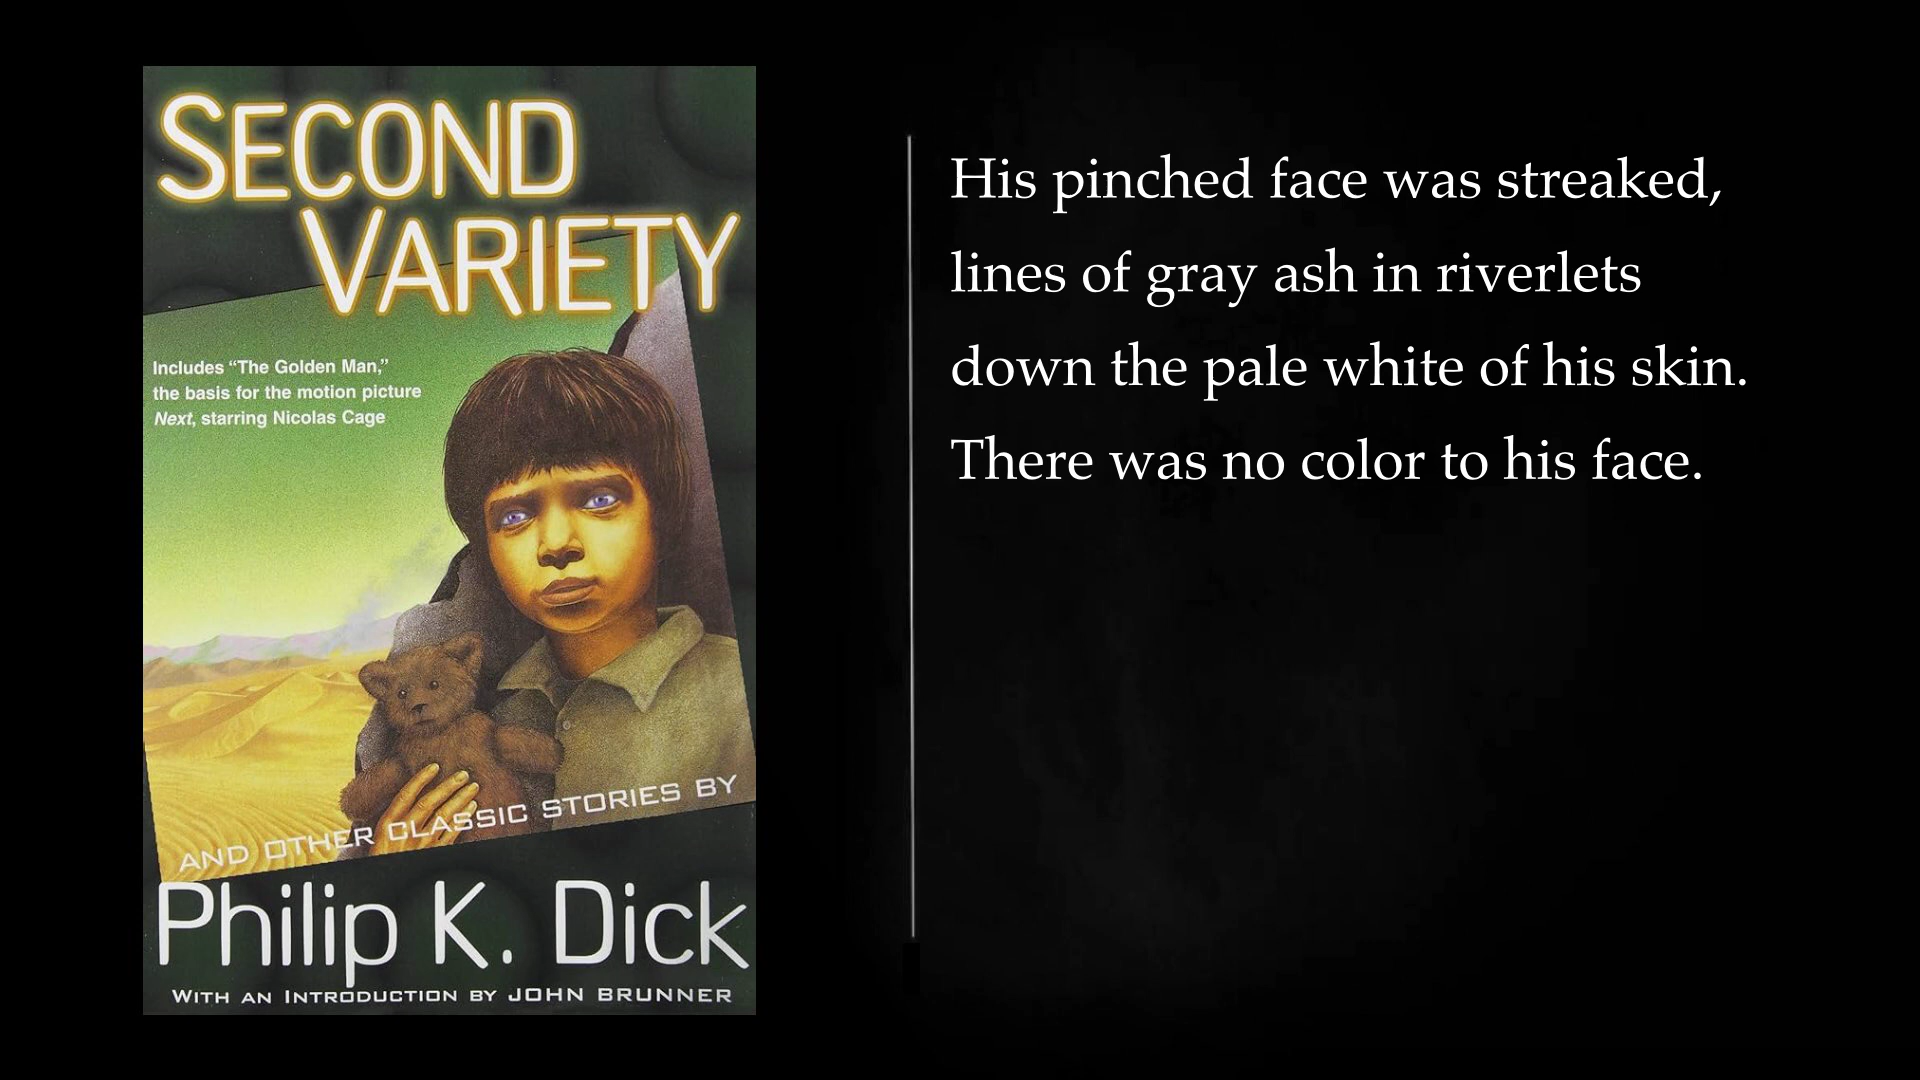 SECOND
VARIETY
Includes “The Golden Man,”
the basis for the motion picture
Next, starring Nicolas Cage
AND OTHER CLASSIC STORIES BY
Philip K. Dick
WITH AN INTRODUCTION BY JOHN BRUNNER
His pinched face was streaked,
lines of gray ash in riverlets
down the pale white of his skin.
There was no color to his face.